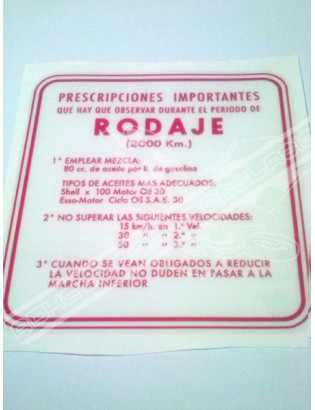 PRESCRIPCIONES IMPORTANTES
QUE HAY QUE OBSERVAR DURANTE EL PERIODO DE
RODAJE
(2000 Km.)
1° EMPLEAR MEZCLA:
80 cc. de aceite por lt. de gasolina
TIPOS DE ACEITES MAS ADECUADOS:
Shell x 100 Motor Oil 30
Esso-Motor Ciclo Oil S.A.E. 30
2° NO SUPERAR LAS SIGUIENTES VELOCIDADES:
15 km/h. en 1.ª Vel.
30 " " 2.ª "
50 " " 3.ª "
3° CUANDO SE VEAN OBLIGADOS A REDUCIR
LA VELOCIDAD NO DUDEN EN PASAR A LA
MARCHA INFERIOR